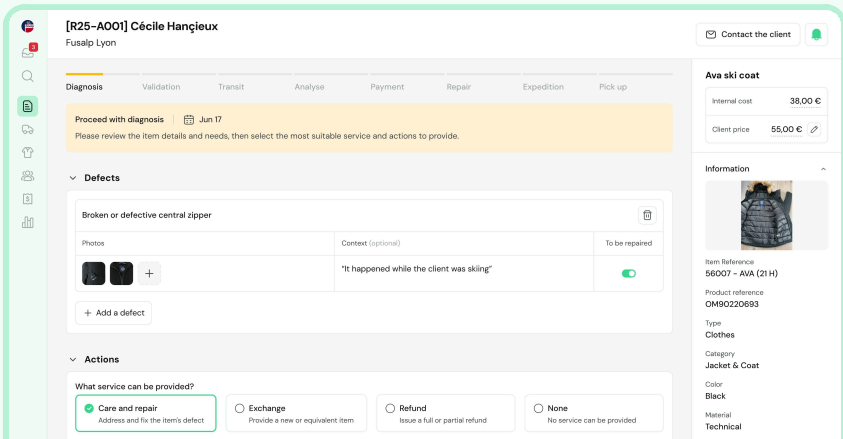 [R25-A001] Cécile Hançieux
Fusalp Lyon
Contact the client
3
Diagnosis
Validation
Transit
Analyse
Payment
Repair
Expedition
Pick up
Proceed with diagnosis
Jun 17
Please review the item details and needs, then select the most suitable service and actions to provide.
Defects
Broken or defective central zipper
Photos
Context (optional)
To be repaired
"It happened while the client was skiing"
+ Add a defect
Actions
What service can be provided?
Care and repair
Address and fix the item's defect
Exchange
Provide a new or equivalent item
Refund
Issue a full or partial refund
None
No service can be provided
Ava ski coat
Internal cost
38,00 €
Client price
55,00 €
Information
Item Reference
56007 - AVA (21 H)
Product reference
OM90220693
Type
Clothes
Category
Jacket & Coat
Color
Black
Material
Technical